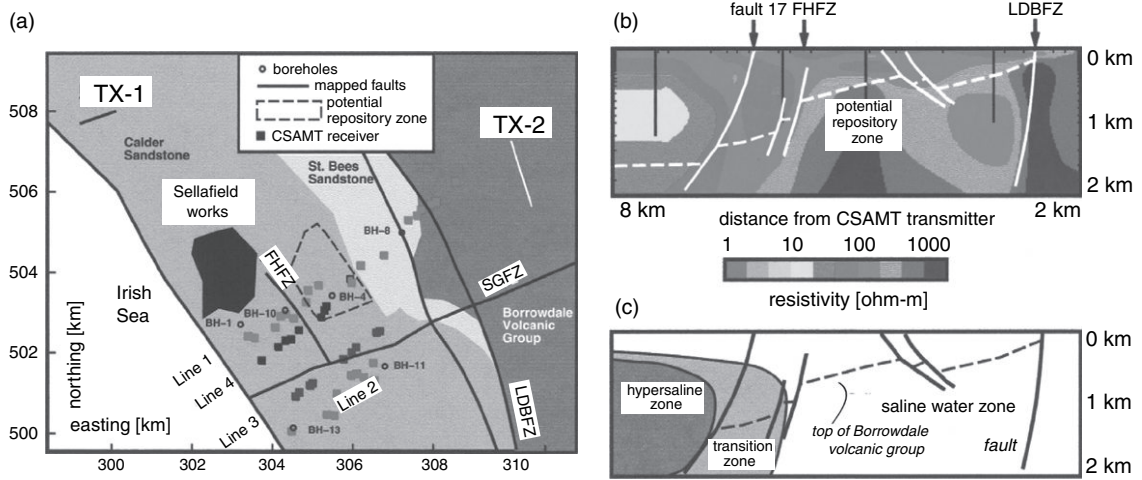 (a)
508
506
504
502
500
northing [km]
easting [km]
300
302
304
306
308
310
TX-1
TX-2
boreholes
mapped faults
potential
repository zone
CSAMT receiver
Calder
Sandstone
St. Bees
Sandstone
Sellafield
works
Irish
Sea
FHFZ
SGFZ
LDBFZ
Borrowdale
Volcanic
Group
BH-8
BH-4
BH-10
BH-1
BH-11
BH-13
Line 1
Line 4
Line 3
Line 2
(b)
fault 17 FHFZ
LDBFZ
0 km
1 km
2 km
potential
repository
zone
8 km
2 km
distance from CSAMT transmitter
1 10 100 1000
resistivity [ohm-m]
(c)
0 km
1 km
2 km
hypersaline
zone
transition
zone
top of Borrowdale
volcanic group
saline water zone
fault